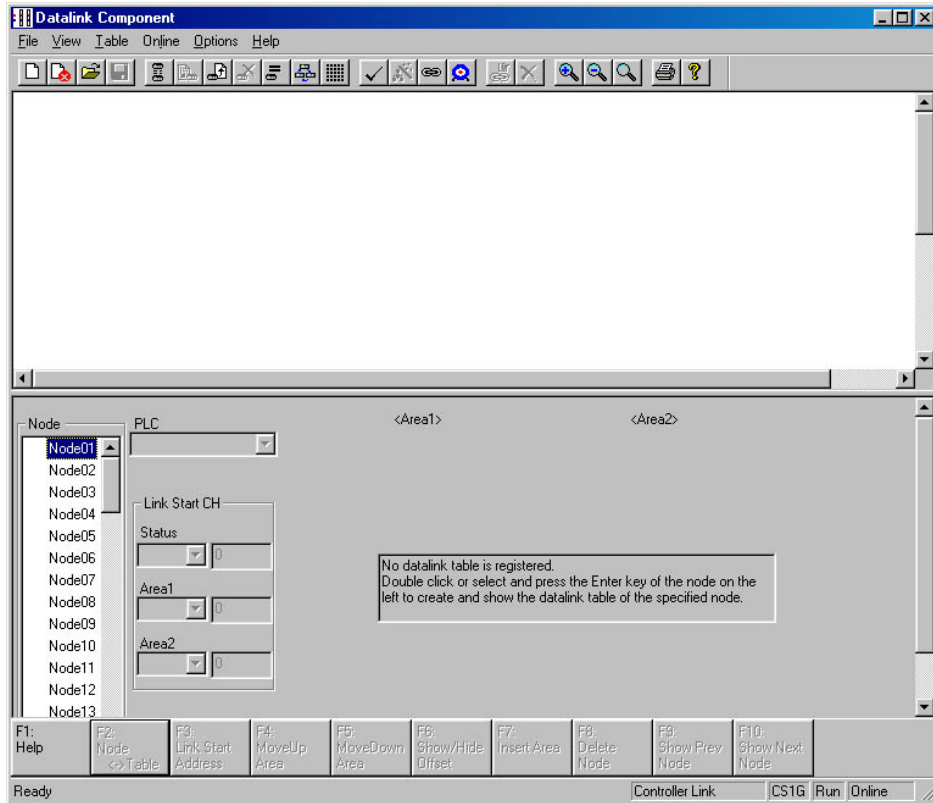 Datalink Component
File View Table Online Options Help
Node
PLC
<Area1>
<Area2>
Node01
Node02
Node03
Node04
Node05
Node06
Node07
Node08
Node09
Node10
Node11
Node12
Node13
Link Start CH
Status
0
Area1
0
Area2
0
No datalink table is registered.
Double click or select and press the Enter key of the node on the
left to create and show the datalink table of the specified node.
F1:
Help
F2:
Node
<->Table
F3:
Link Start
Address
F4:
MoveUp
Area
F5:
MoveDown
Area
F6:
Show/Hide
Offset
F7:
Insert Area
F8:
Delete
Node
F9:
Show Prev
Node
F10:
Show Next
Node
Ready
Controller Link
CS1G
Run
Online